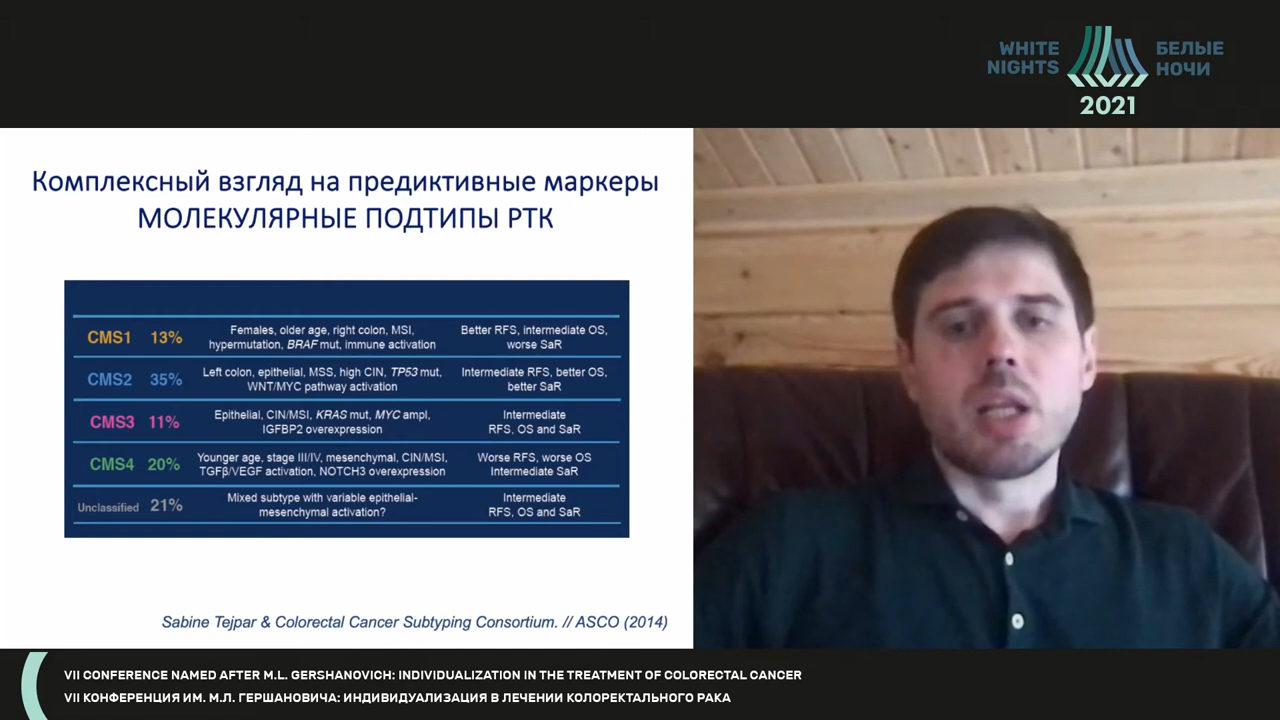 WHITE NIGHTS
БЕЛЫЕ НОЧИ
2021
Комплексный взгляд на предиктивные маркеры
МОЛЕКУЛЯРНЫЕ ПОДТИПЫ РТК
CMS1 13% Females, older age, right colon, MSI, Better RFS, intermediate OS,
hypermutation, BRAF mut, immune activation worse SaR
CMS2 35% Left colon, epithelial, MSS, high CIN, TP53 mut, Intermediate RFS, better OS,
WNT/MYC pathway activation better SaR
CMS3 11% Epithelial, CIN/MSI, KRAS mut, MYC ampl, Intermediate
IGFBP2 overexpression RFS, OS and SaR
CMS4 20% Younger age, stage III/IV, mesenchymal, CIN/MSI, Worse RFS, worse OS
TGFβ/VEGF activation, NOTCH3 overexpression Intermediate SaR
Unclassified 21% Mixed subtype with variable epithelial- Intermediate
mesenchymal activation? RFS, OS and SaR
Sabine Tejpar & Colorectal Cancer Subtyping Consortium. // ASCO (2014)
VII CONFERENCE NAMED AFTER M.L. GERSHANOVICH: INDIVIDUALIZATION IN THE TREATMENT OF COLORECTAL CANCER
VII КОНФЕРЕНЦИЯ ИМ. М.Л. ГЕРШАНОВИЧА: ИНДИВИДУАЛИЗАЦИЯ В ЛЕЧЕНИИ КОЛОРЕКТАЛЬНОГО РАКА